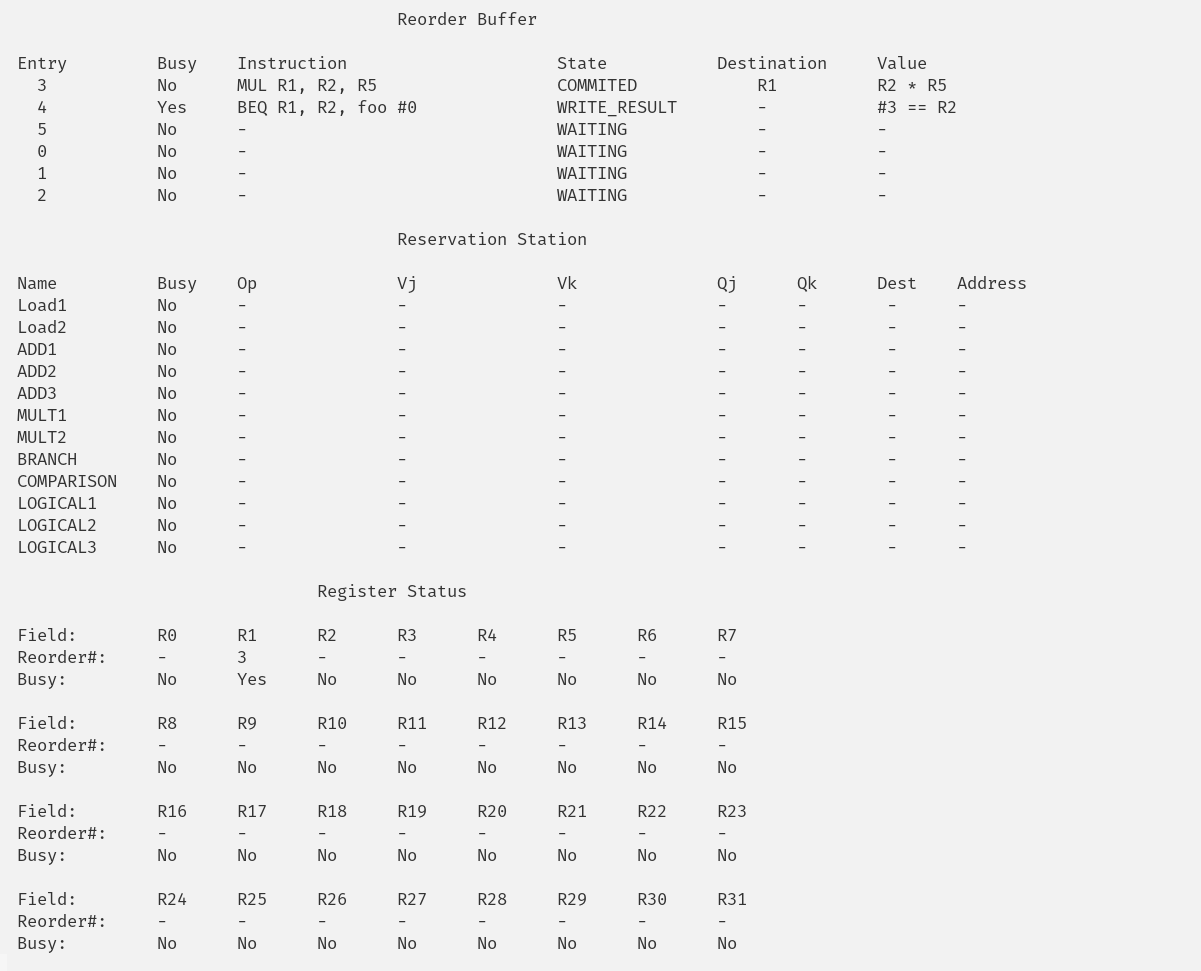 Reorder Buffer
Entry Busy Instruction State Destination Value
3 No MUL R1, R2, R5 COMMITED R1 R2 * R5
4 Yes BEQ R1, R2, foo #0 WRITE_RESULT - #3 == R2
5 No - WAITING - -
0 No - WAITING - -
1 No - WAITING - -
2 No - WAITING - -
Reservation Station
Name Busy Op Vj Vk Qj Qk Dest Address
Load1 No - - - - - - -
Load2 No - - - - - - -
ADD1 No - - - - - - -
ADD2 No - - - - - - -
ADD3 No - - - - - - -
MULT1 No - - - - - - -
MULT2 No - - - - - - -
BRANCH No - - - - - - -
COMPARISON No - - - - - - -
LOGICAL1 No - - - - - - -
LOGICAL2 No - - - - - - -
LOGICAL3 No - - - - - - -
Register Status
Field: R0 R1 R2 R3 R4 R5 R6 R7
Reorder#: - 3 - - - - - -
Busy: No Yes No No No No No No
Field: R8 R9 R10 R11 R12 R13 R14 R15
Reorder#: - - - - - - - -
Busy: No No No No No No No No
Field: R16 R17 R18 R19 R20 R21 R22 R23
Reorder#: - - - - - - - -
Busy: No No No No No No No No
Field: R24 R25 R26 R27 R28 R29 R30 R31
Reorder#: - - - - - - - -
Busy: No No No No No No No No